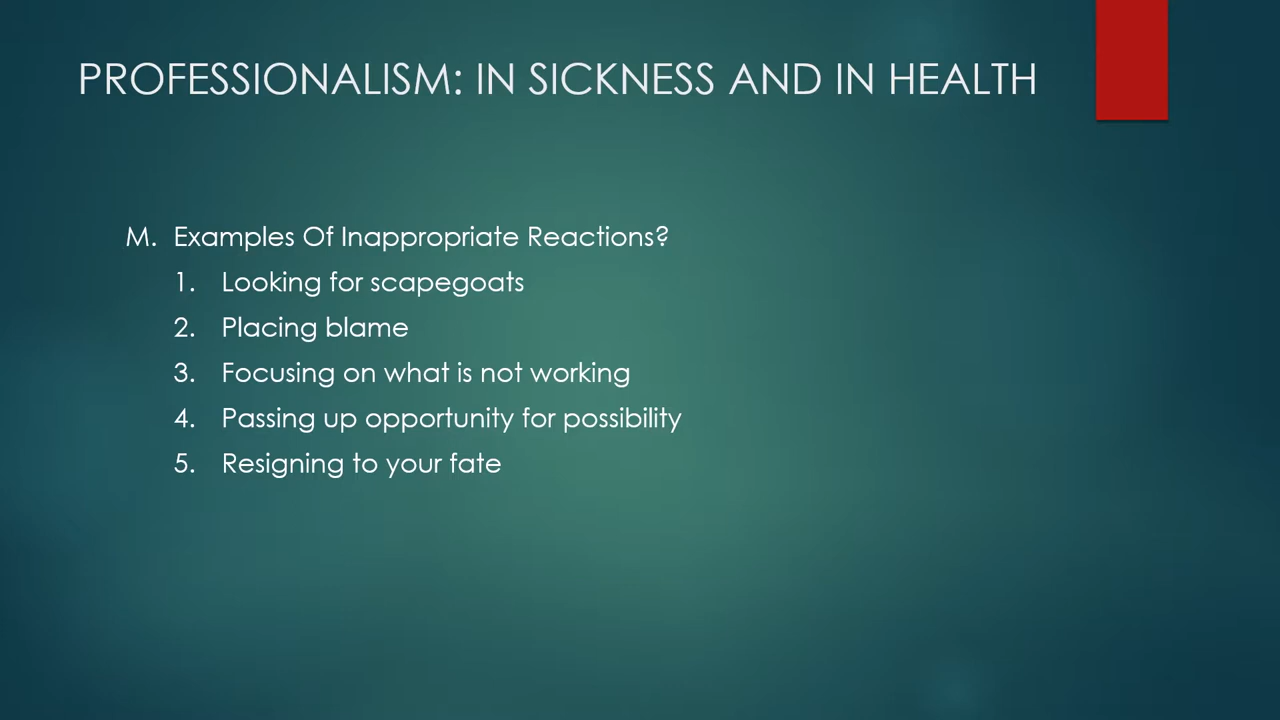 PROFESSIONALISM: IN SICKNESS AND IN HEALTH
M. Examples Of Inappropriate Reactions?
1. Looking for scapegoats
2. Placing blame
3. Focusing on what is not working
4. Passing up opportunity for possibility
5. Resigning to your fate